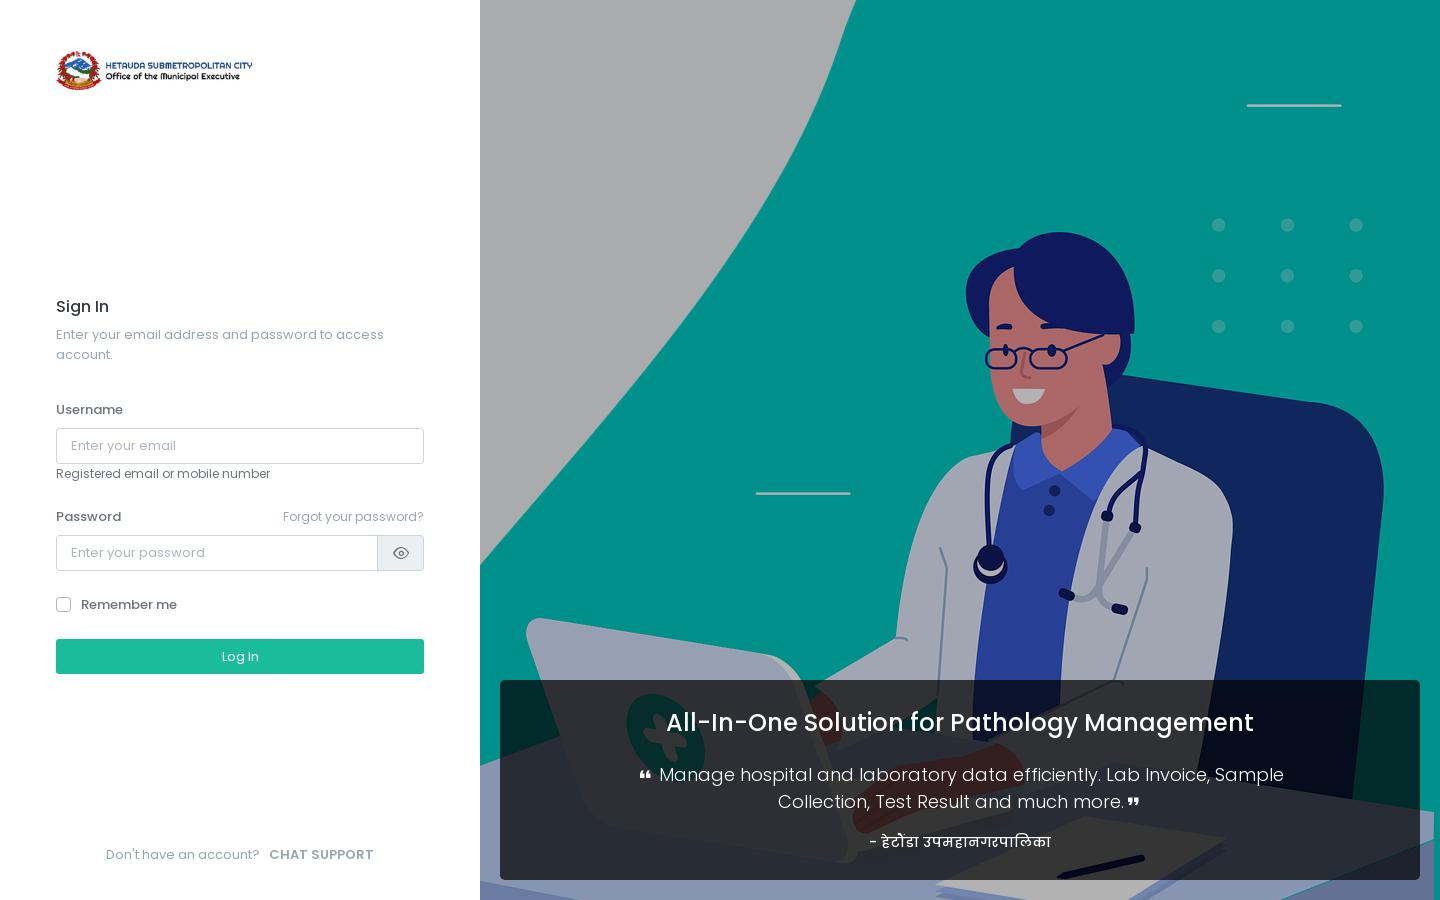 HETAUDA SUBMETROPOLITAN CITY
Office of the Municipal Executive
Sign In
Enter your email address and password to access
account.
Username
Enter your email
Registered email or mobile number
Password
Forgot your password?
Enter your password
Remember me
Log In
Don't have an account? CHAT SUPPORT
All-In-One Solution for Pathology Management
❝ Manage hospital and laboratory data efficiently. Lab Invoice, Sample
Collection, Test Result and much more. ❞
- हेटौंडा उपमहानगरपालिका